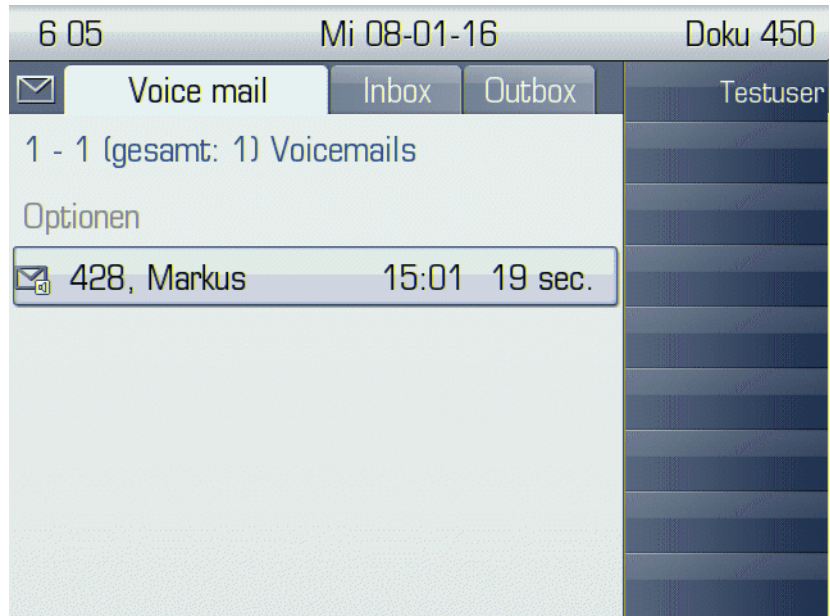 6 05 Mi 08-01-16 Doku 450
Voice mail Inbox Outbox Testuser
1 - 1 (gesamt: 1) Voicemails
Optionen
428, Markus 15:01 19 sec.